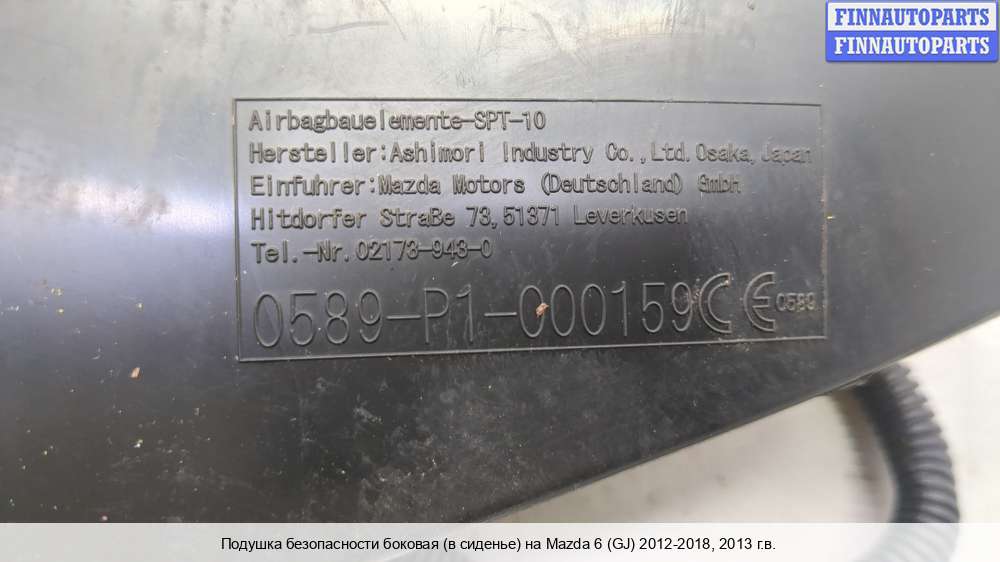 FINNAUTOPARTS
FINNAUTOPARTS
Airbagbauelemente-SPT-10
Hersteller:Ashimori Industry Co.,Ltd.Osaka,Japan
Einfuhrer:Mazda Motors (Deutschland) GmbH
Hitdorfer Straße 73,51371 Leverkusen
Tel.-Nr.02173-943-0
0589-P1-000159 CE 0589
Подушка безопасности боковая (в сиденье) на Mazda 6 (GJ) 2012-2018, 2013 г.в.